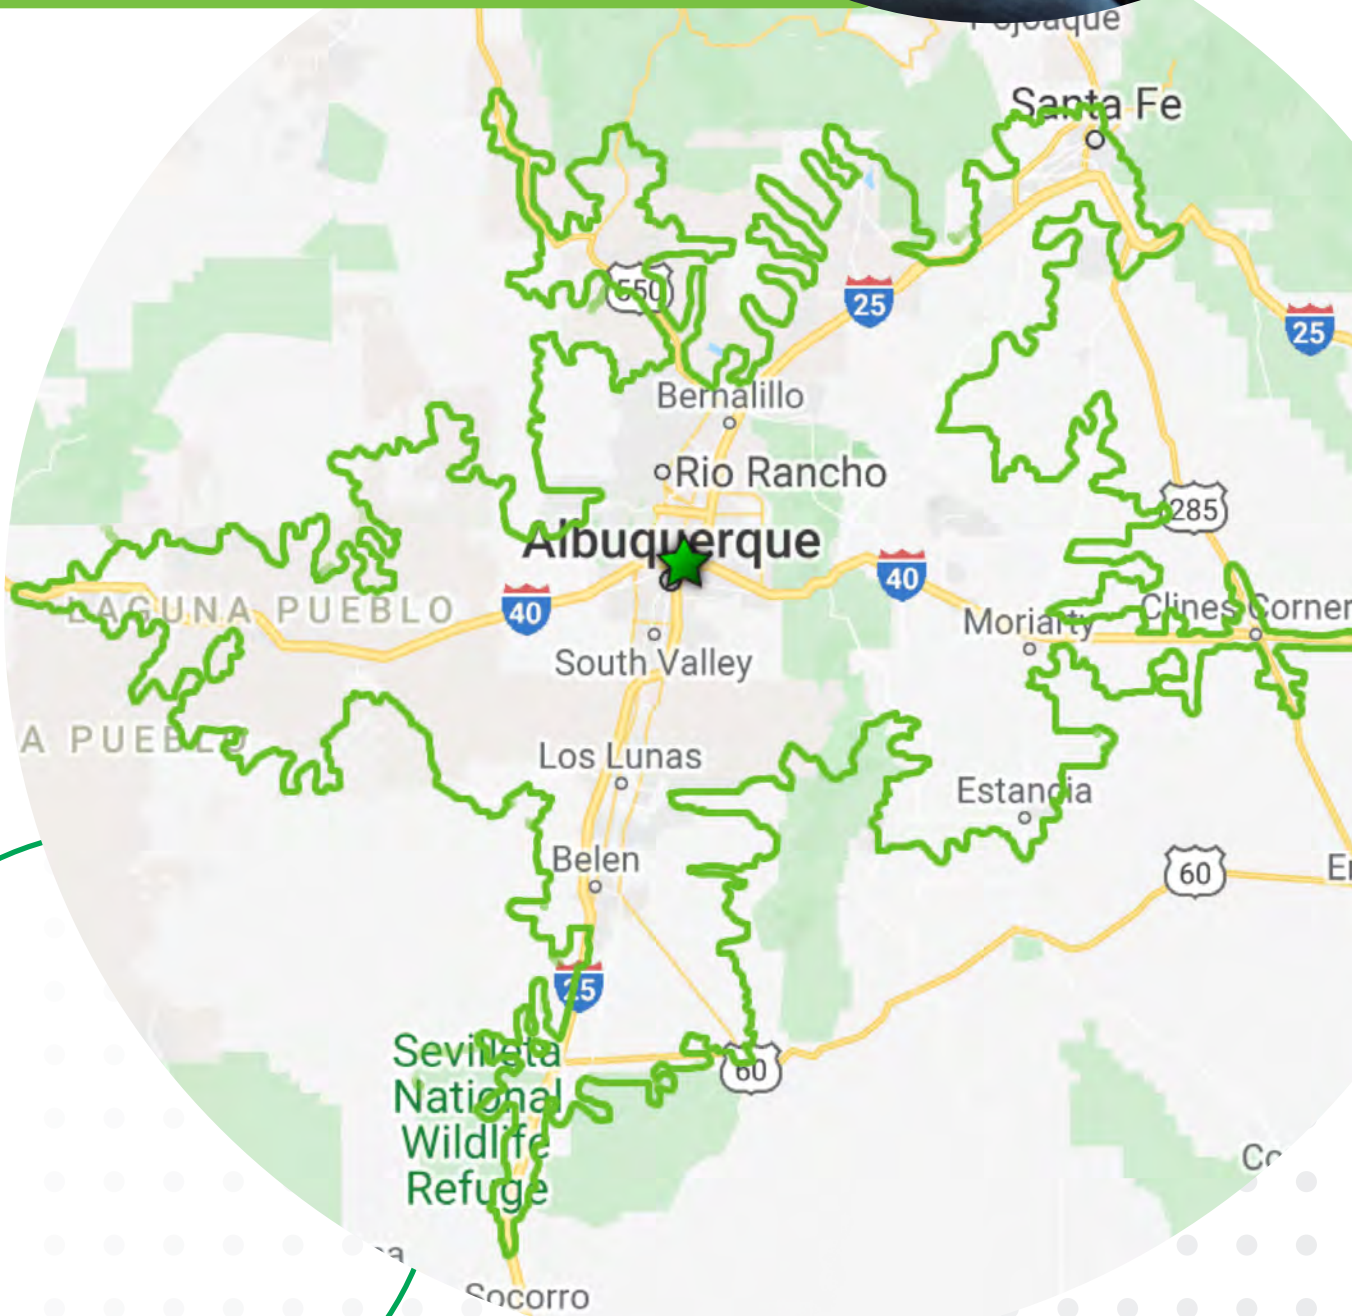 Pojoaque
Santa Fe
550
25
25
Bernalillo
Rio Rancho
285
Albuquerque
40
40
LAGUNA PUEBLO
Clines Corner
Moriarty
South Valley
A PUEBLO
Los Lunas
Estancia
Belen
60
25
Sevilleta
National
Wildlife
Refuge
60
Socorro